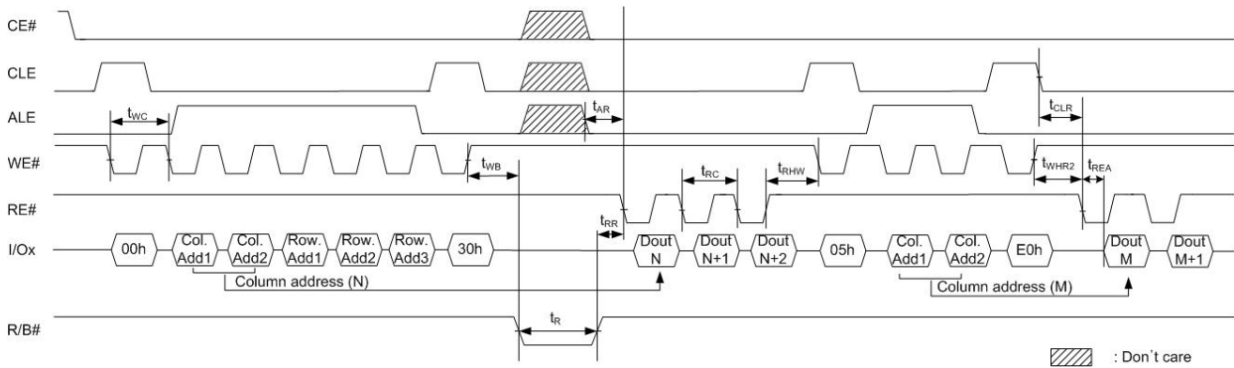 CE#
CLE
tAR
ALE
tWC
tCLR
WE#
tWB
tRC
tRHW
tWHR2
tREA
RE#
tRR
I/Ox
00h
Col. Add1
Col. Add2
Row. Add1
Row. Add2
Row. Add3
30h
Dout N
Dout N+1
Dout N+2
05h
Col. Add1
Col. Add2
E0h
Dout M
Dout M+1
Column address (N)
Column address (M)
R/B#
tR
: Don`t care